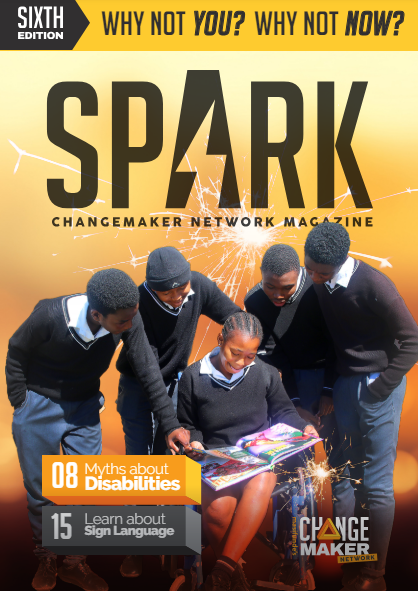 SIXTH
EDITION
WHY NOT YOU? WHY NOT NOW?
SPARK
CHANGEMAKER NETWORK MAGAZINE
08 Myths about
Disabilities
15 Learn about
Sign Language
CHANGE
MAKER
NETWORK